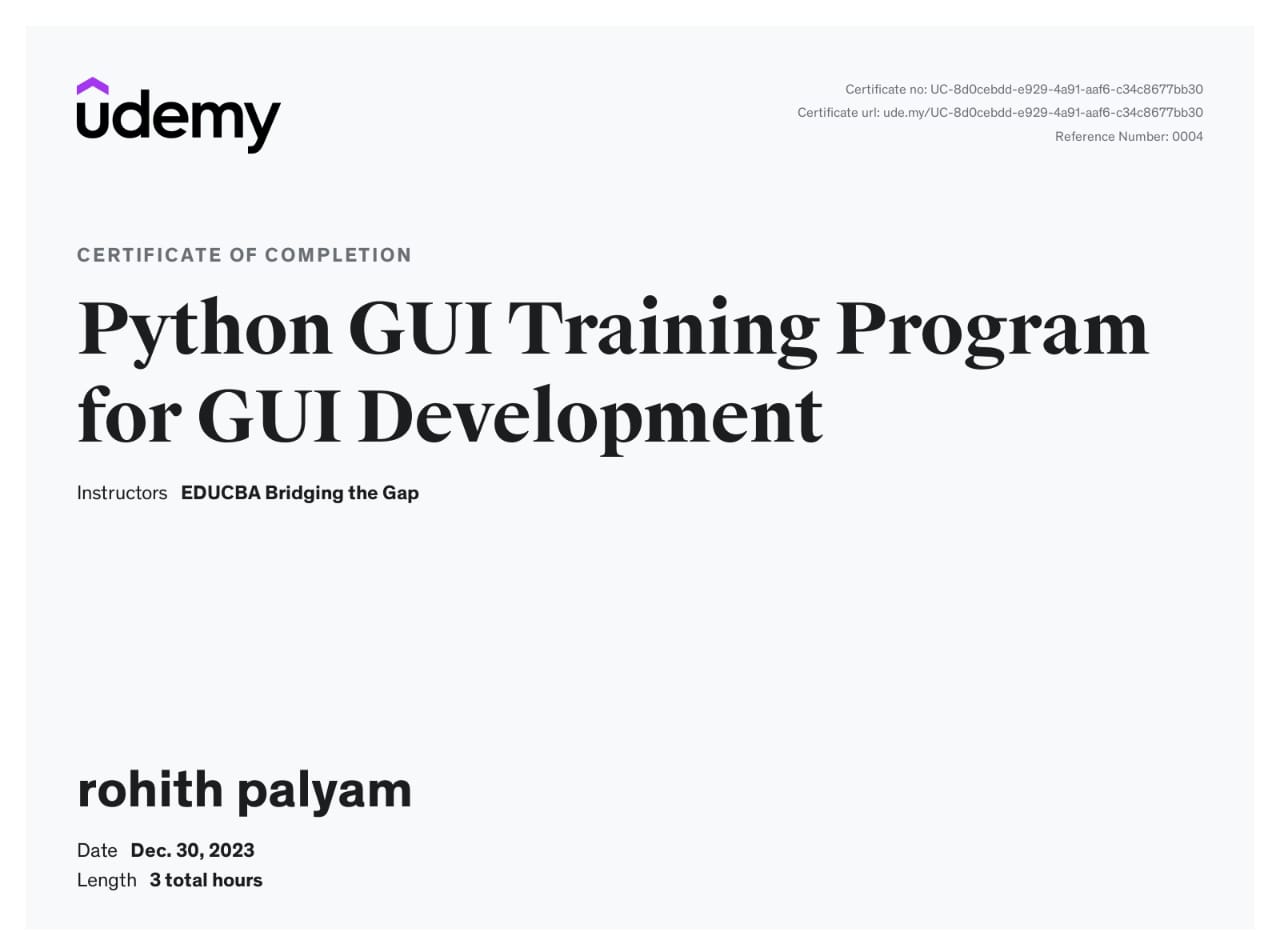 udemy
Certificate no: UC-8d0cebdd-e929-4a91-aaf6-c34c8677bb30
Certificate url: ude.my/UC-8d0cebdd-e929-4a91-aaf6-c34c8677bb30
Reference Number: 0004
CERTIFICATE OF COMPLETION
Python GUI Training Program
for GUI Development
Instructors EDUCBA Bridging the Gap
rohith palyam
Date Dec. 30, 2023
Length 3 total hours